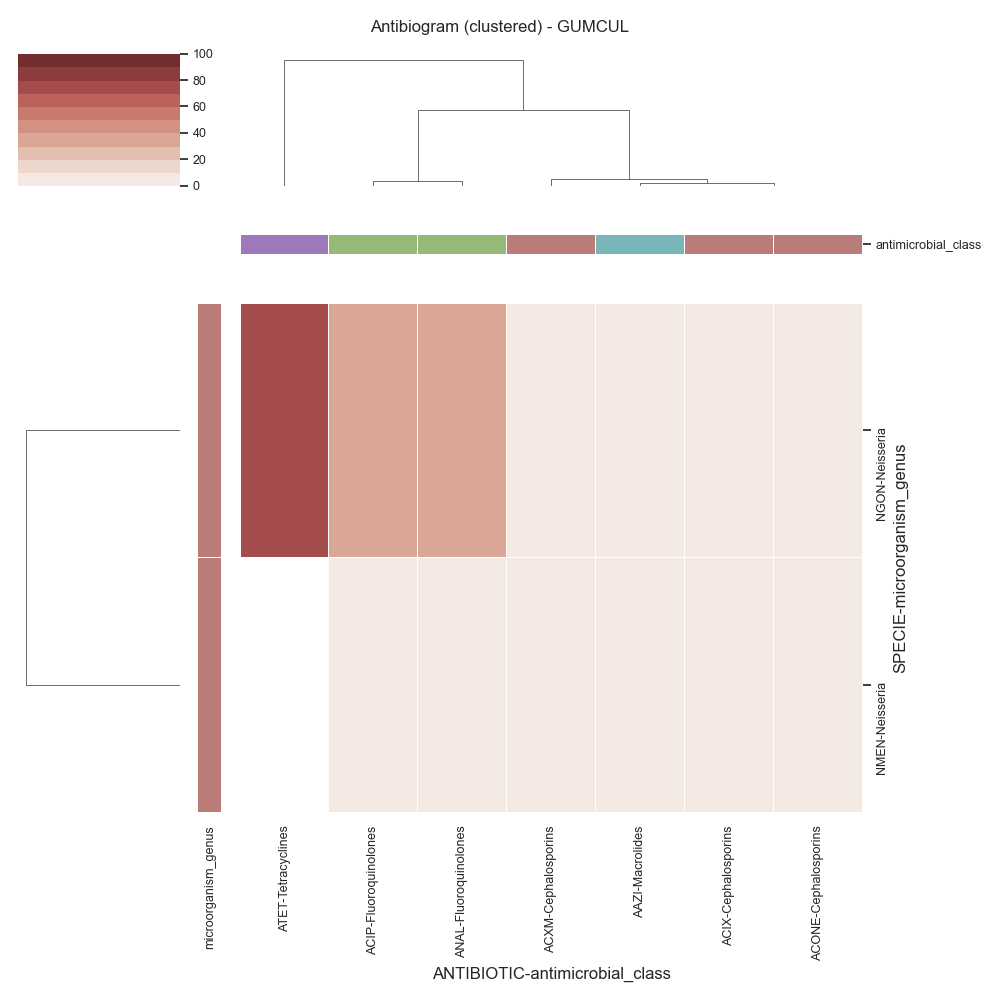 Antibiogram (clustered) - GUMCUL
100
80
60
40
20
0
antimicrobial_class
NGON-Neisseria
NMEN-Neisseria
SPECIE-microorganism_genus
microorganism_genus
ATET-Tetracyclines
ACIP-Fluoroquinolones
ANAL-Fluoroquinolones
ACXM-Cephalosporins
AAZI-Macrolides
ACIX-Cephalosporins
ACONE-Cephalosporins
ANTIBIOTIC-antimicrobial_class